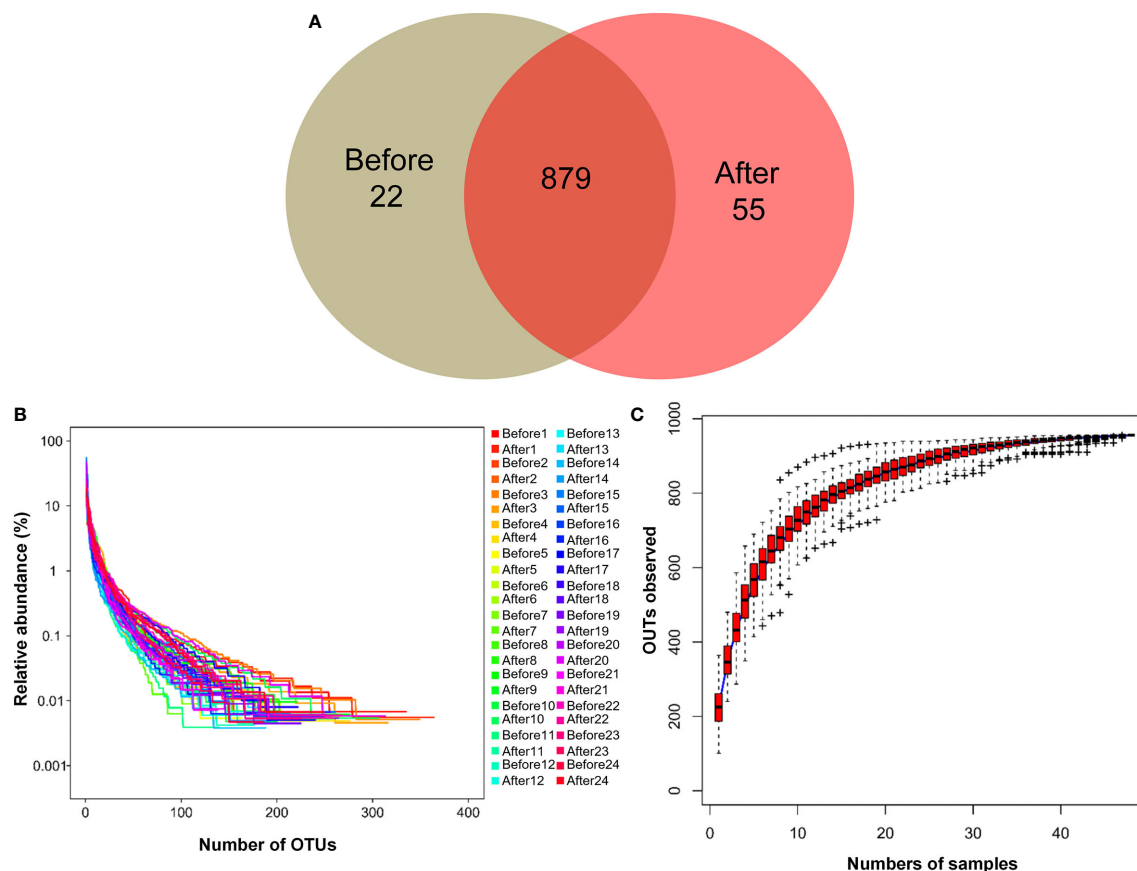 A
Before
22
879
After
55
B
100
10
1
0.1
0.01
0.001
Relative abundance (%)
0
100
200
300
400
Number of OTUs
Before1
After1
Before2
After2
Before3
After3
Before4
After4
Before5
After5
Before6
After6
Before7
After7
Before8
After8
Before9
After9
Before10
After10
Before11
After11
Before12
After12
Before13
After13
Before14
After14
Before15
After15
Before16
After16
Before17
After17
Before18
After18
Before19
After19
Before20
After20
Before21
After21
Before22
After22
Before23
After23
Before24
After24
C
1000
800
600
400
200
0
OUTs observed
0
10
20
30
40
Numbers of samples